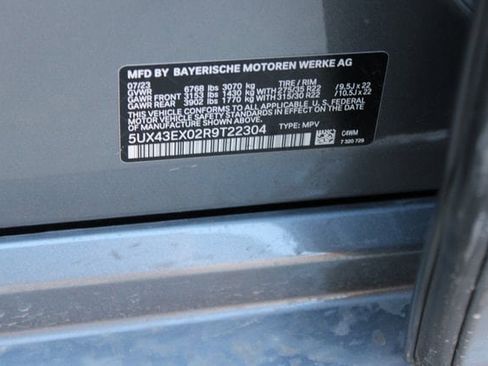 MFD BY BAYERISCHE MOTOREN WERKE AG
07/23 6768 lbs 3070 kg TIRE / RIM
GVWR
GAWR FRONT 3153 lbs 1430 kg WITH 275/35 R22 / 9.5J x 22
GAWR REAR 3902 lbs 1770 kg WITH 315/30 R22 / 10.5J x 22
THIS VEHICLE CONFORMS TO ALL APPLICABLE U.S. FEDERAL
MOTOR VEHICLE SAFETY STANDARDS IN EFFECT
ON THE DATE OF MANUFACTURE SHOWN ABOVE.
5UX43EX02R9T22304 TYPE: MPV C4WM
7 320 729